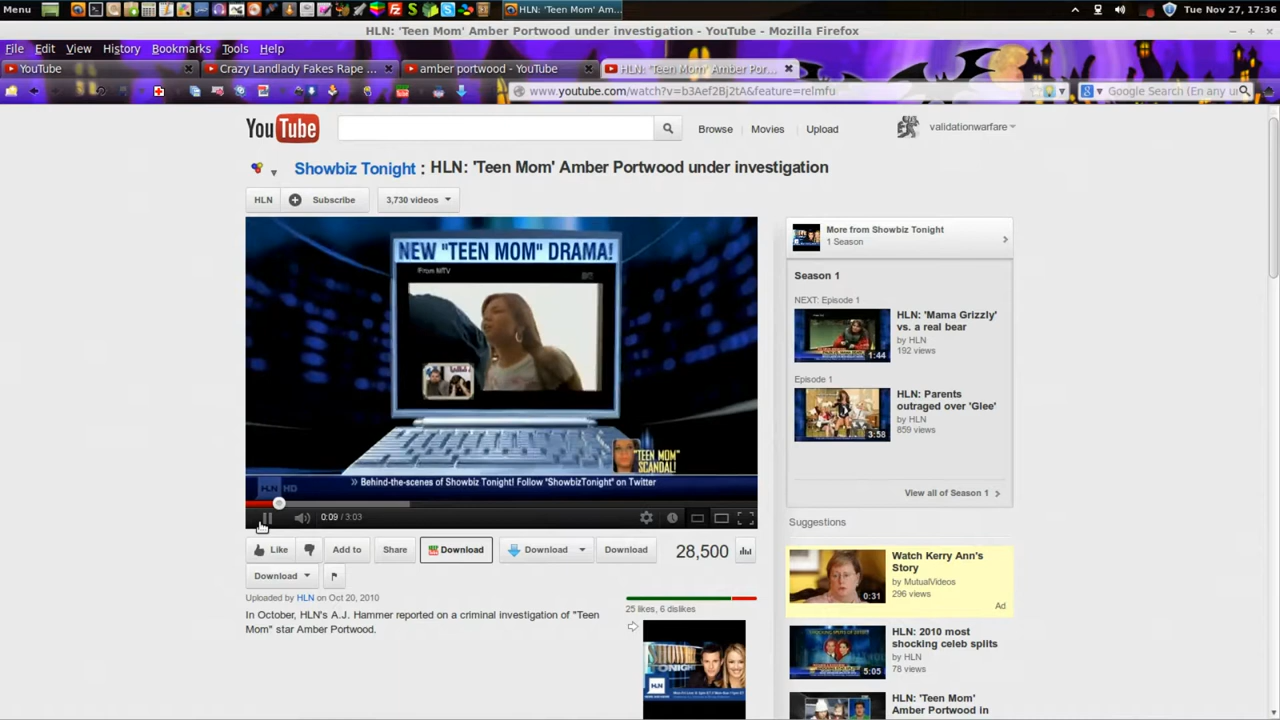 Menu
HLN: 'Teen Mom' Am...
Tue Nov 27, 17:36
HLN: 'Teen Mom' Amber Portwood under investigation - YouTube - Mozilla Firefox
File Edit View History Bookmarks Tools Help
YouTube
Crazy Landlady Fakes Rape ...
amber portwood - YouTube
HLN: 'Teen Mom' Amber Por...
www.youtube.com/watch?v=b3Aef2Bj2tA&feature=relmfu
Google Search (En any ur
YouTube
Browse Movies Upload
validationwarfare
Showbiz Tonight : HLN: 'Teen Mom' Amber Portwood under investigation
HLN Subscribe 3,730 videos
NEW "TEEN MOM" DRAMA!
From MTV
"TEEN MOM"
SCANDAL!
HLN HD
» Behind-the-scenes of Showbiz Tonight! Follow "ShowbizTonight" on Twitter
0:09 / 3:03
Like Add to Share Download Download Download 28,500
Download
Uploaded by HLN on Oct 20, 2010
In October, HLN's A.J. Hammer reported on a criminal investigation of "Teen
Mom" star Amber Portwood.
25 likes, 6 dislikes
SHOWBIZ
TONIGHT
HLN
More from Showbiz Tonight
1 Season
Season 1
NEXT: Episode 1
HLN: 'Mama Grizzly'
vs. a real bear
by HLN
192 views
1:44
Episode 1
HLN: Parents
outraged over 'Glee'
by HLN
859 views
3:58
View all of Season 1
Suggestions
Watch Kerry Ann's
Story
by MutualVideos
296 views
0:31
Ad
HLN: 2010 most
shocking celeb splits
by HLN
78 views
5:05
HLN: 'Teen Mom'
Amber Portwood in